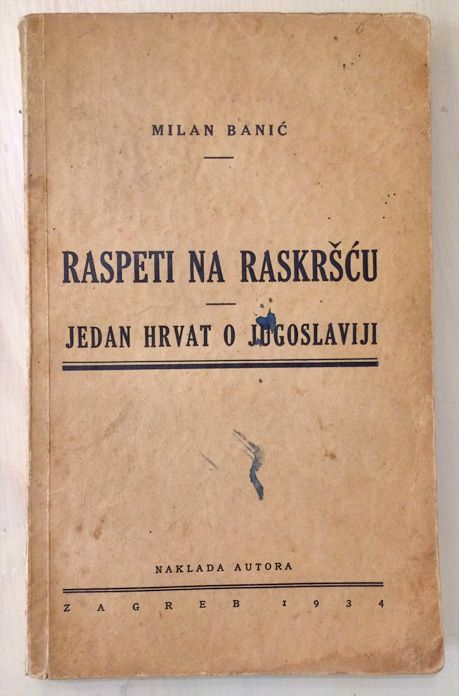 MILAN BANIĆ
RASPETI NA RASKRŠĆU
JEDAN HRVAT O JUGOSLAVIJI
NAKLADA AUTORA
ZAGREB 1934